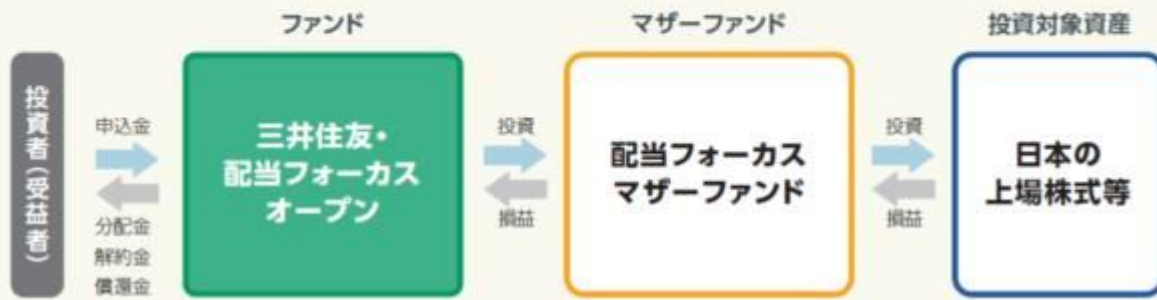 ファンド
マザーファンド
投資対象資産
投資者（受益者）
申込金
分配金
解約金
償還金
三井住友・
配当フォーカス
オープン
投資
損益
配当フォーカス
マザーファンド
投資
損益
日本の
上場株式等